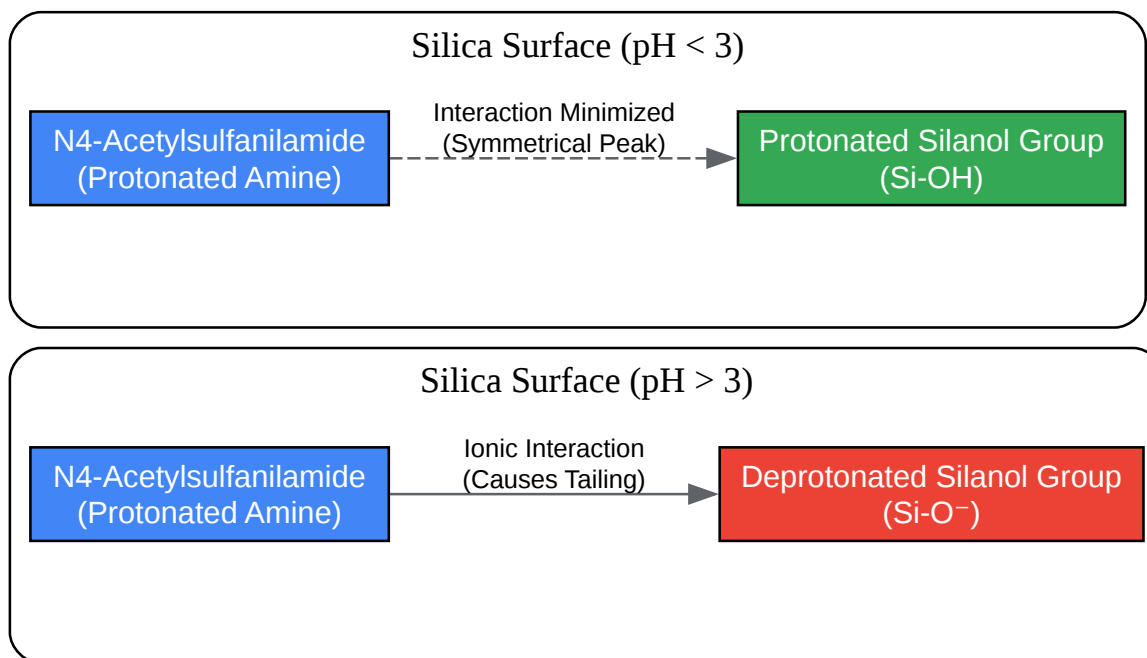 Silica Surface (pH < 3)
N4-Acetylsulfanilamide
(Protonated Amine)
Interaction Minimized
(Symmetrical Peak)
Protonated Silanol Group
(Si-OH)
Silica Surface (pH > 3)
N4-Acetylsulfanilamide
(Protonated Amine)
Ionic Interaction
(Causes Tailing)
Deprotonated Silanol Group
(Si-O⁻)